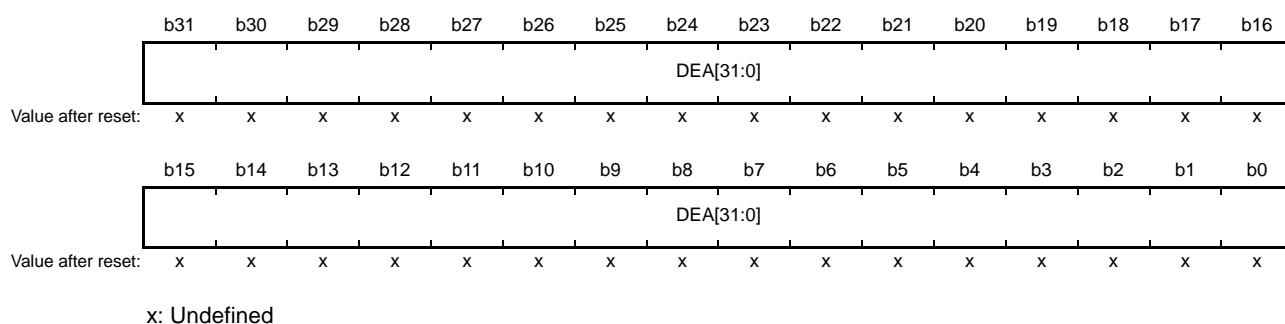 b31 b30 b29 b28 b27 b26 b25 b24 b23 b22 b21 b20 b19 b18 b17 b16
DEA[31:0]
Value after reset: x x x x x x x x x x x x x x x x
b15 b14 b13 b12 b11 b10 b9 b8 b7 b6 b5 b4 b3 b2 b1 b0
DEA[31:0]
Value after reset: x x x x x x x x x x x x x x x x
x: Undefined